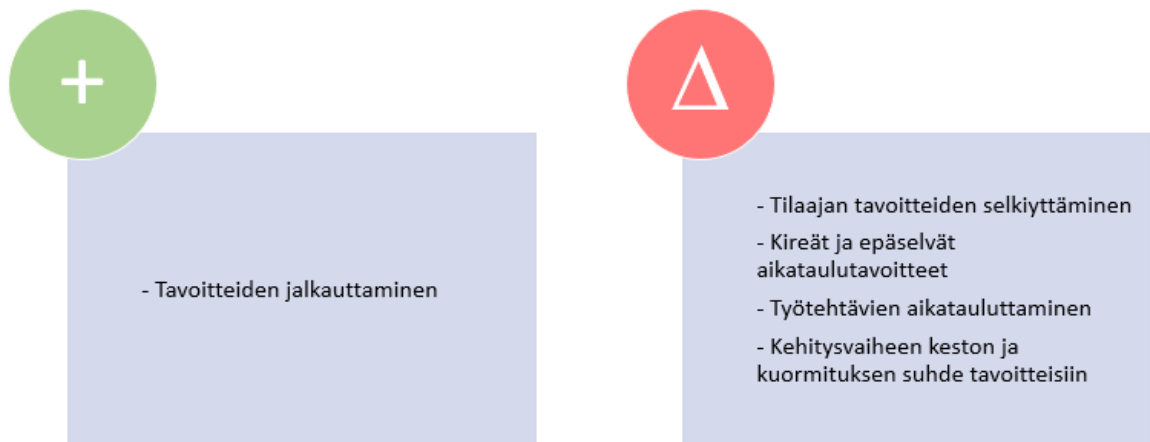 +
- Tavoitteiden jalkauttaminen
Δ
- Tilaajan tavoitteiden selkiyttäminen
- Kireät ja epäselvät
aikataulutavoitteet
- Työtehtävien aikatauluttaminen
- Kehitysvaiheen keston ja
kuormituksen suhde tavoitteisiin